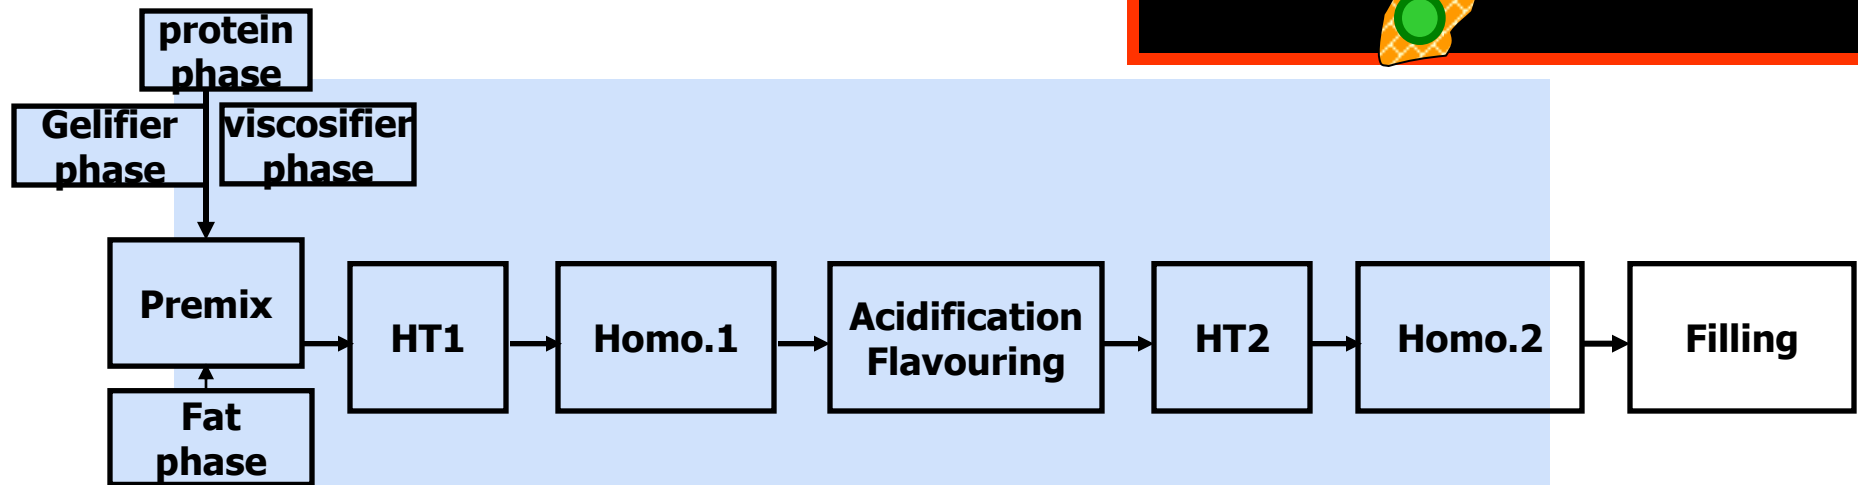 protein
phase
Gelifier
phase
viscosifier
phase
Premix
HT1
Homo.1
Acidification
Flavouring
HT2
Homo.2
Filling
Fat
phase